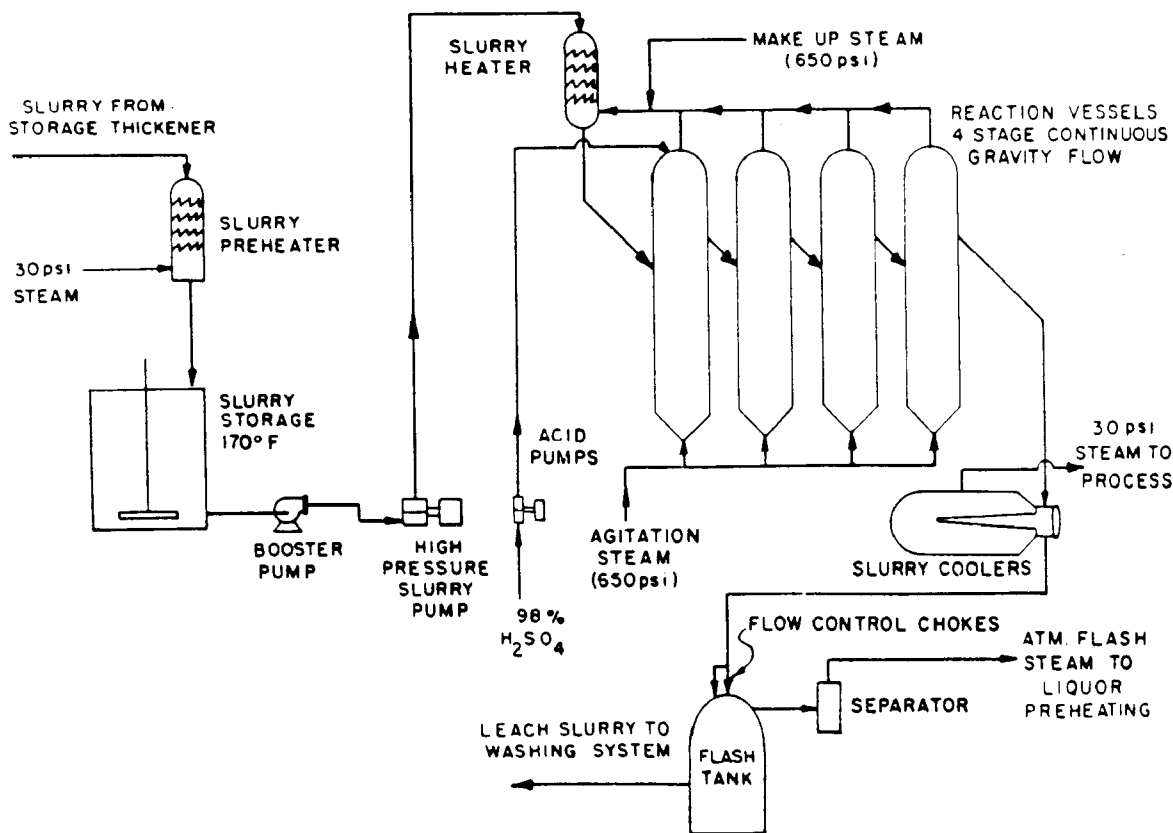 SLURRY
HEATER
MAKE UP STEAM
(650psi)
SLURRY FROM
STORAGE THICKENER
REACTION VESSELS
4 STAGE CONTINUOUS
GRAVITY FLOW
SLURRY
PREHEATER
30psi
STEAM
SLURRY
STORAGE
170°F
ACID
PUMPS
30 psi
STEAM TO
PROCESS
BOOSTER
PUMP
HIGH
PRESSURE
SLURRY
PUMP
AGITATION
STEAM
(650psi)
SLURRY COOLERS
98%
H2SO4
FLOW CONTROL CHOKES
ATM. FLASH
STEAM TO
LIQUOR
PREHEATING
SEPARATOR
LEACH SLURRY TO
WASHING SYSTEM
FLASH
TANK